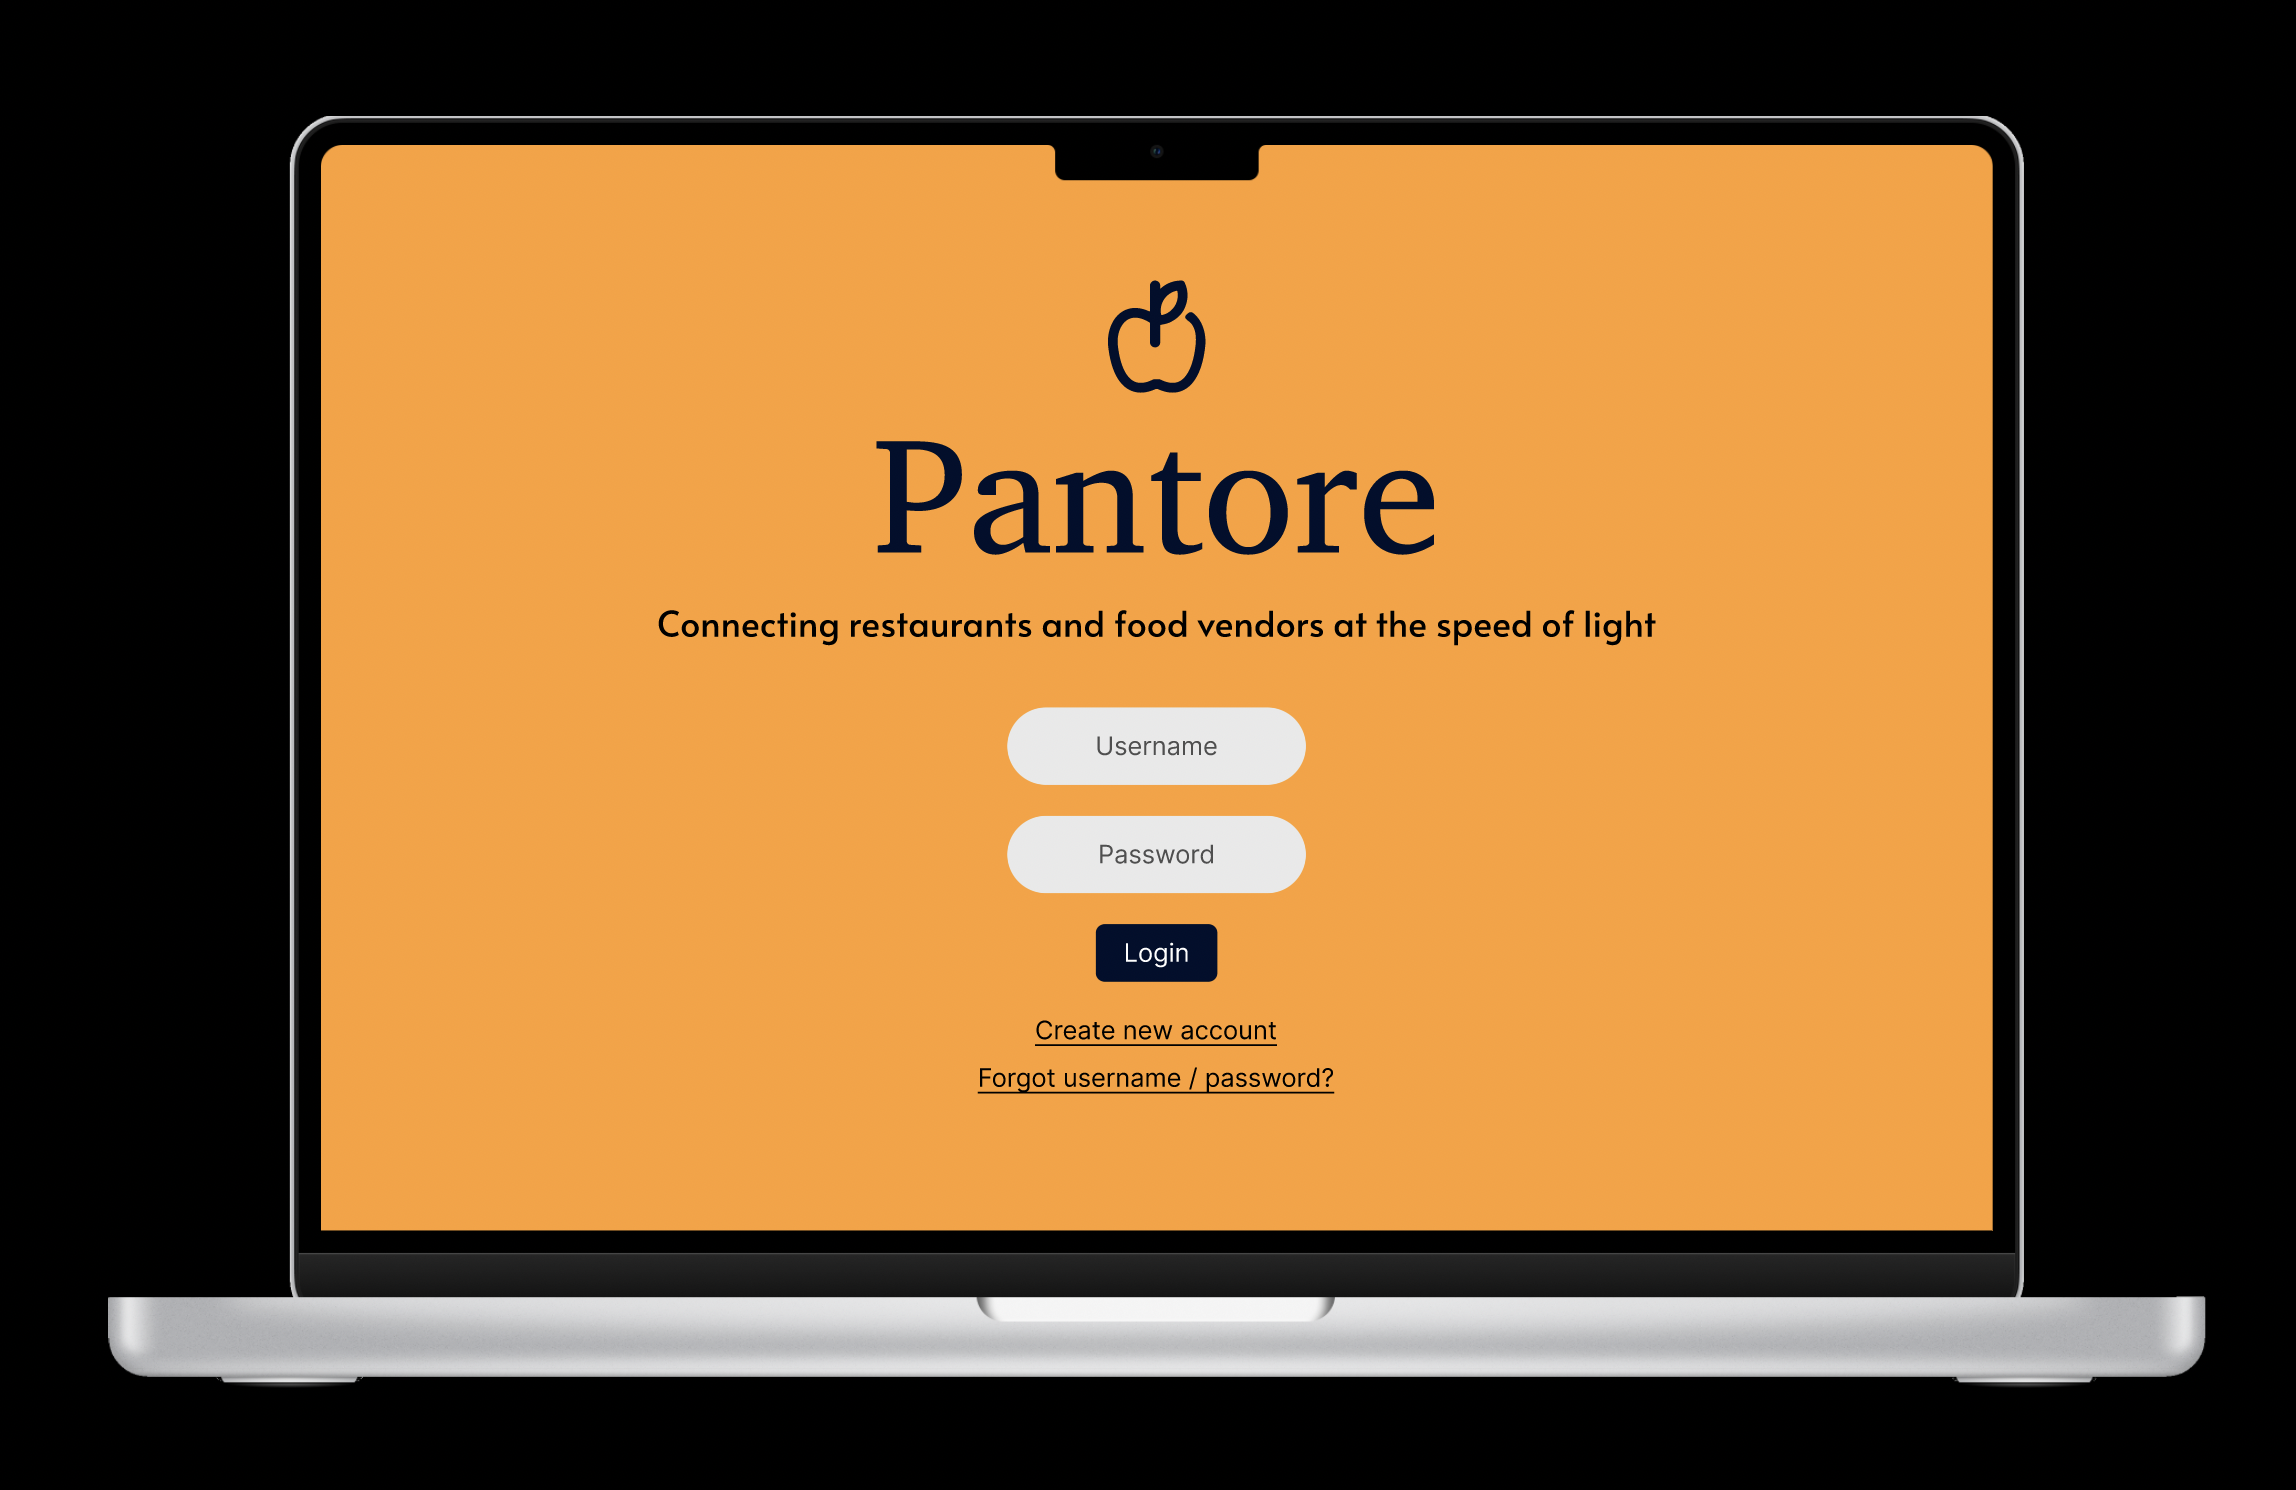 Pantore
Connecting restaurants and food vendors at the speed of light
Username
Password
Login
Create new account
Forgot username / password?